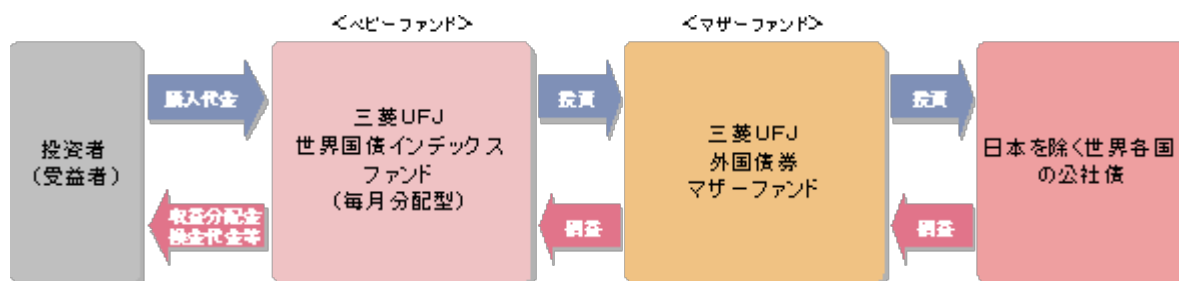 <ベビーファンド>
<マザーファンド>
投資者
(受益者)
購入代金
収益分配金
換金代金等
三菱UFJ
世界国債インデックス
ファンド
(毎月分配型)
投資
損益
三菱UFJ
外国債券
マザーファンド
投資
損益
日本を除く世界各国
の公社債